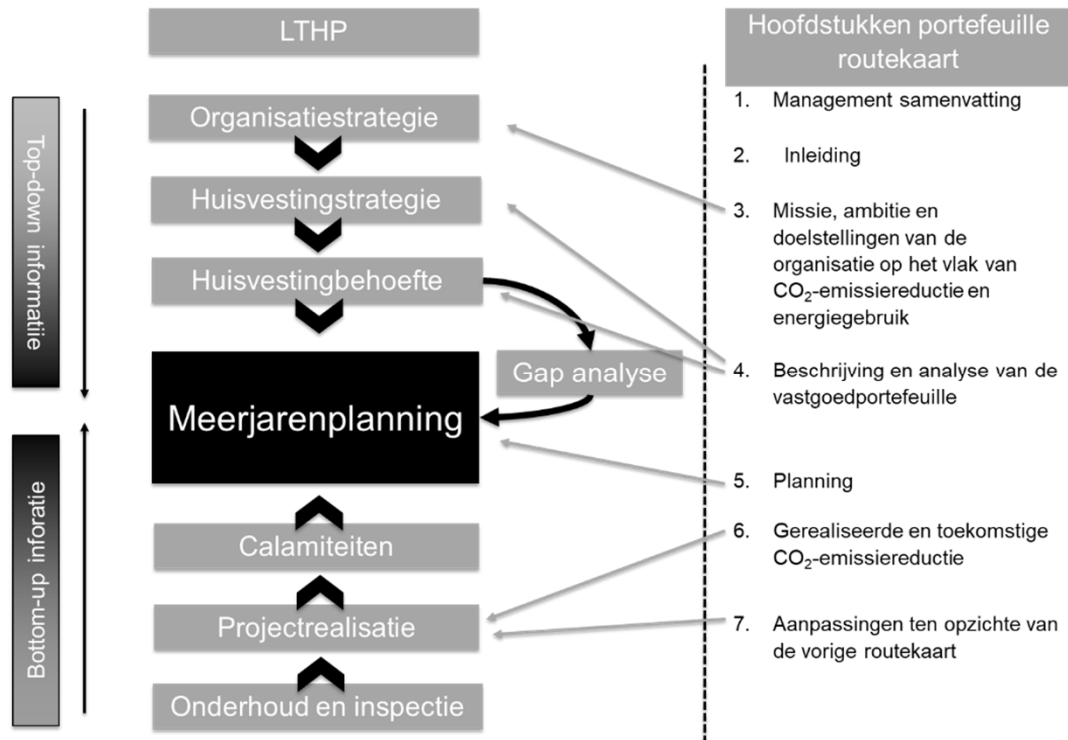 LTHP
Organisatiestrategie
Huisvestingstrategie
Huisvestingbehoefte
Gap analyse
Meerjarenplanning
Calamiteiten
Projectrealisatie
Onderhoud en inspectie
Top-down informatiie
Bottom-up inforatie
Hoofdstukken portefeuille
routekaart
1. Management samenvatting
2. Inleiding
3. Missie, ambitie en
doelstellingen van de
organisatie op het vlak van
CO₂-emissiereductie en
energiegebruik
4. Beschrijving en analyse van de
vastgoedportefeuille
5. Planning
6. Gerealiseerde en toekomstige
CO₂-emissiereductie
7. Aanpassingen ten opzichte van
de vorige routekaart